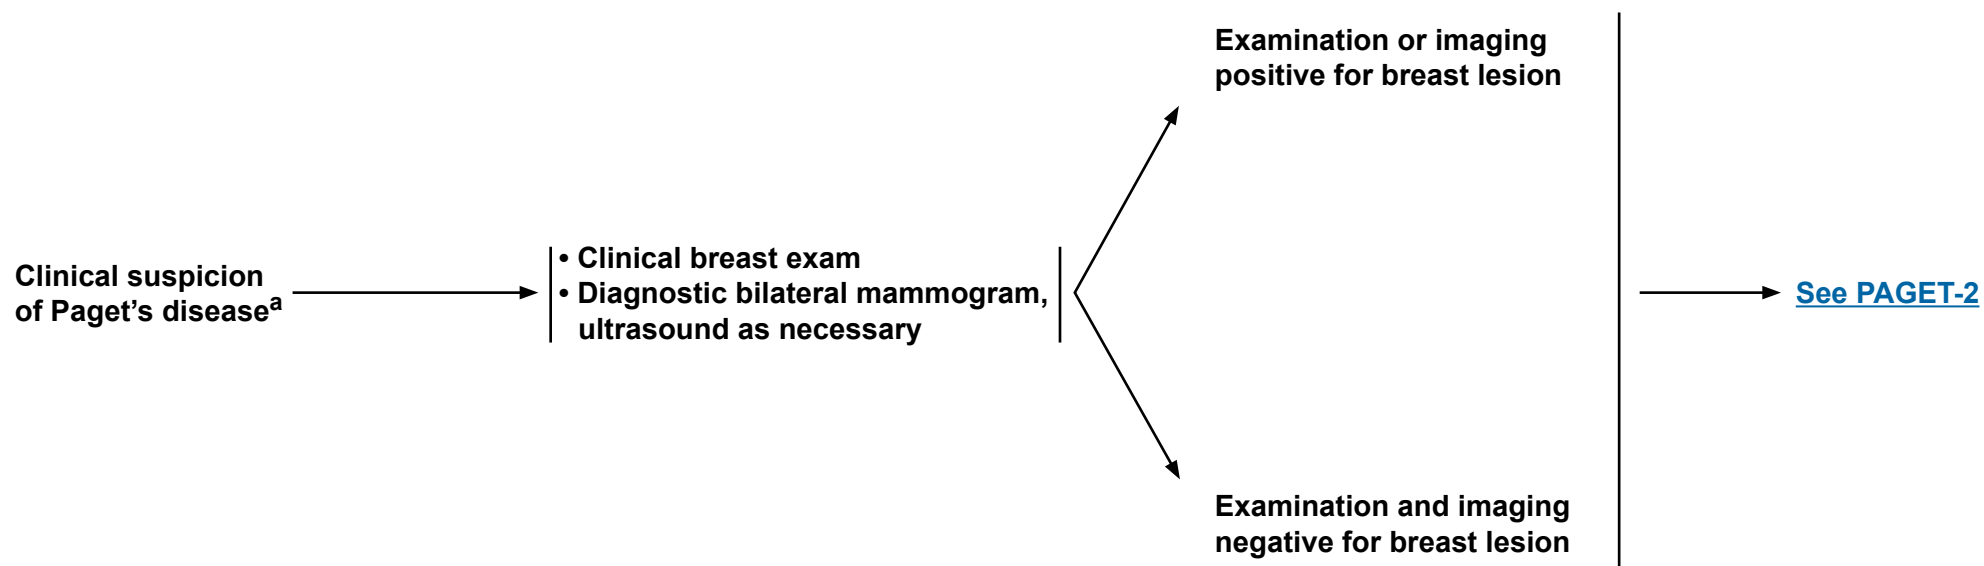 Clinical suspicion
of Paget’s diseaseᵃ
• Clinical breast exam
• Diagnostic bilateral mammogram,
ultrasound as necessary
Examination or imaging
positive for breast lesion
Examination and imaging
negative for breast lesion
See PAGET-2